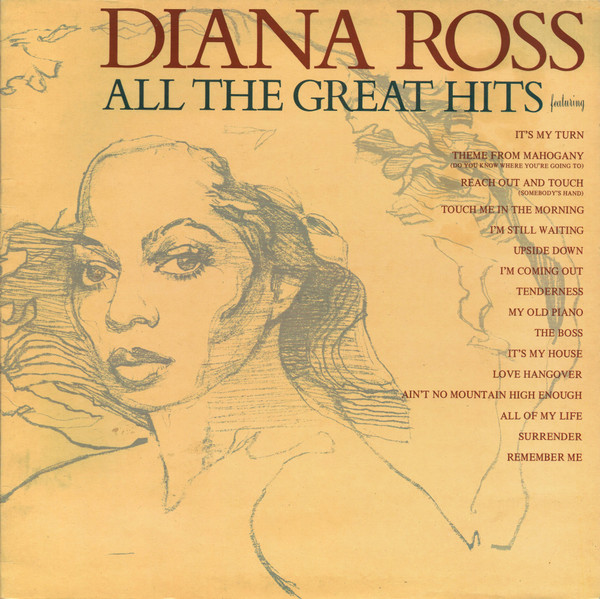 DIANA ROSS
ALL THE GREAT HITS featuring
IT'S MY TURN
THEME FROM MAHOGANY
(DO YOU KNOW WHERE YOU'RE GOING TO)
REACH OUT AND TOUCH
(SOMEBODY'S HAND)
TOUCH ME IN THE MORNING
I'M STILL WAITING
UPSIDE DOWN
I'M COMING OUT
TENDERNESS
MY OLD PIANO
THE BOSS
IT'S MY HOUSE
LOVE HANGOVER
AIN'T NO MOUNTAIN HIGH ENOUGH
ALL OF MY LIFE
SURRENDER
REMEMBER ME